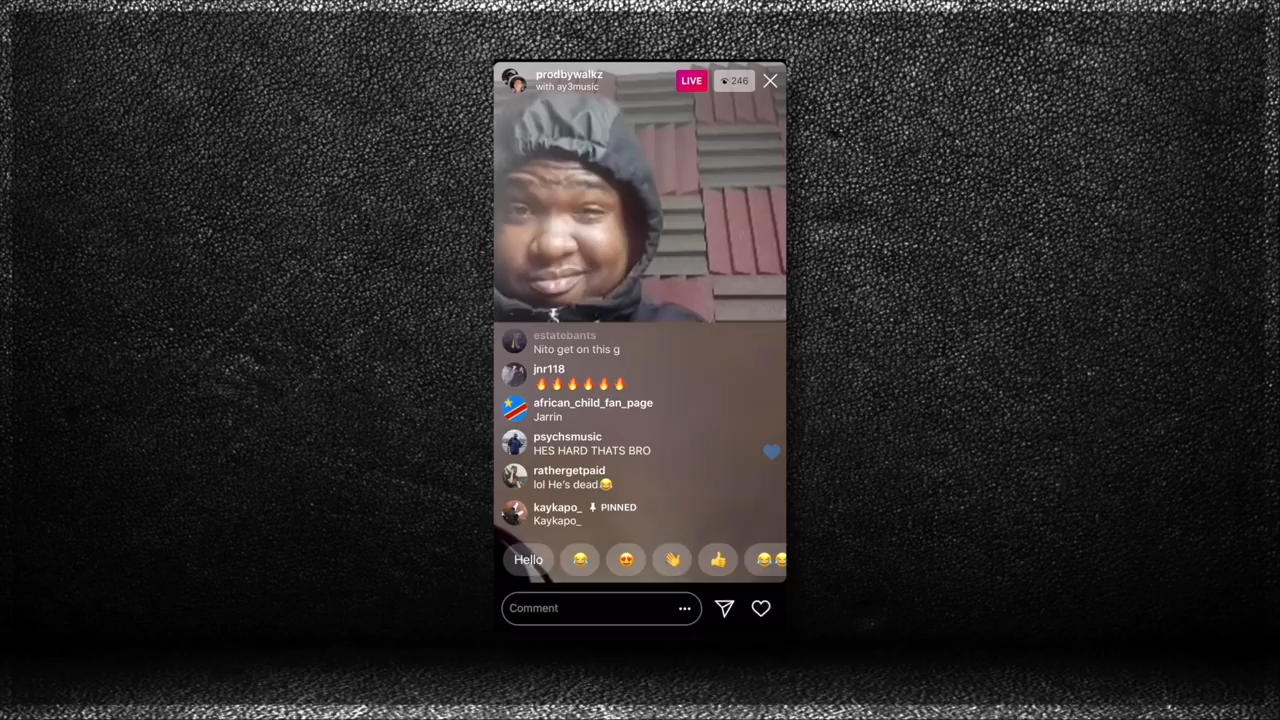 prodbywalkz
with ay3music
LIVE
246
estatebants
Nito get on this g
jnr118
🔥🔥🔥🔥🔥🔥
african_child_fan_page
Jarrin
psychsmusic
HES HARD THATS BRO
rathergetpaid
lol He's dead😂
kaykapo_ PINNED
Kaykapo_
Hello
Comment